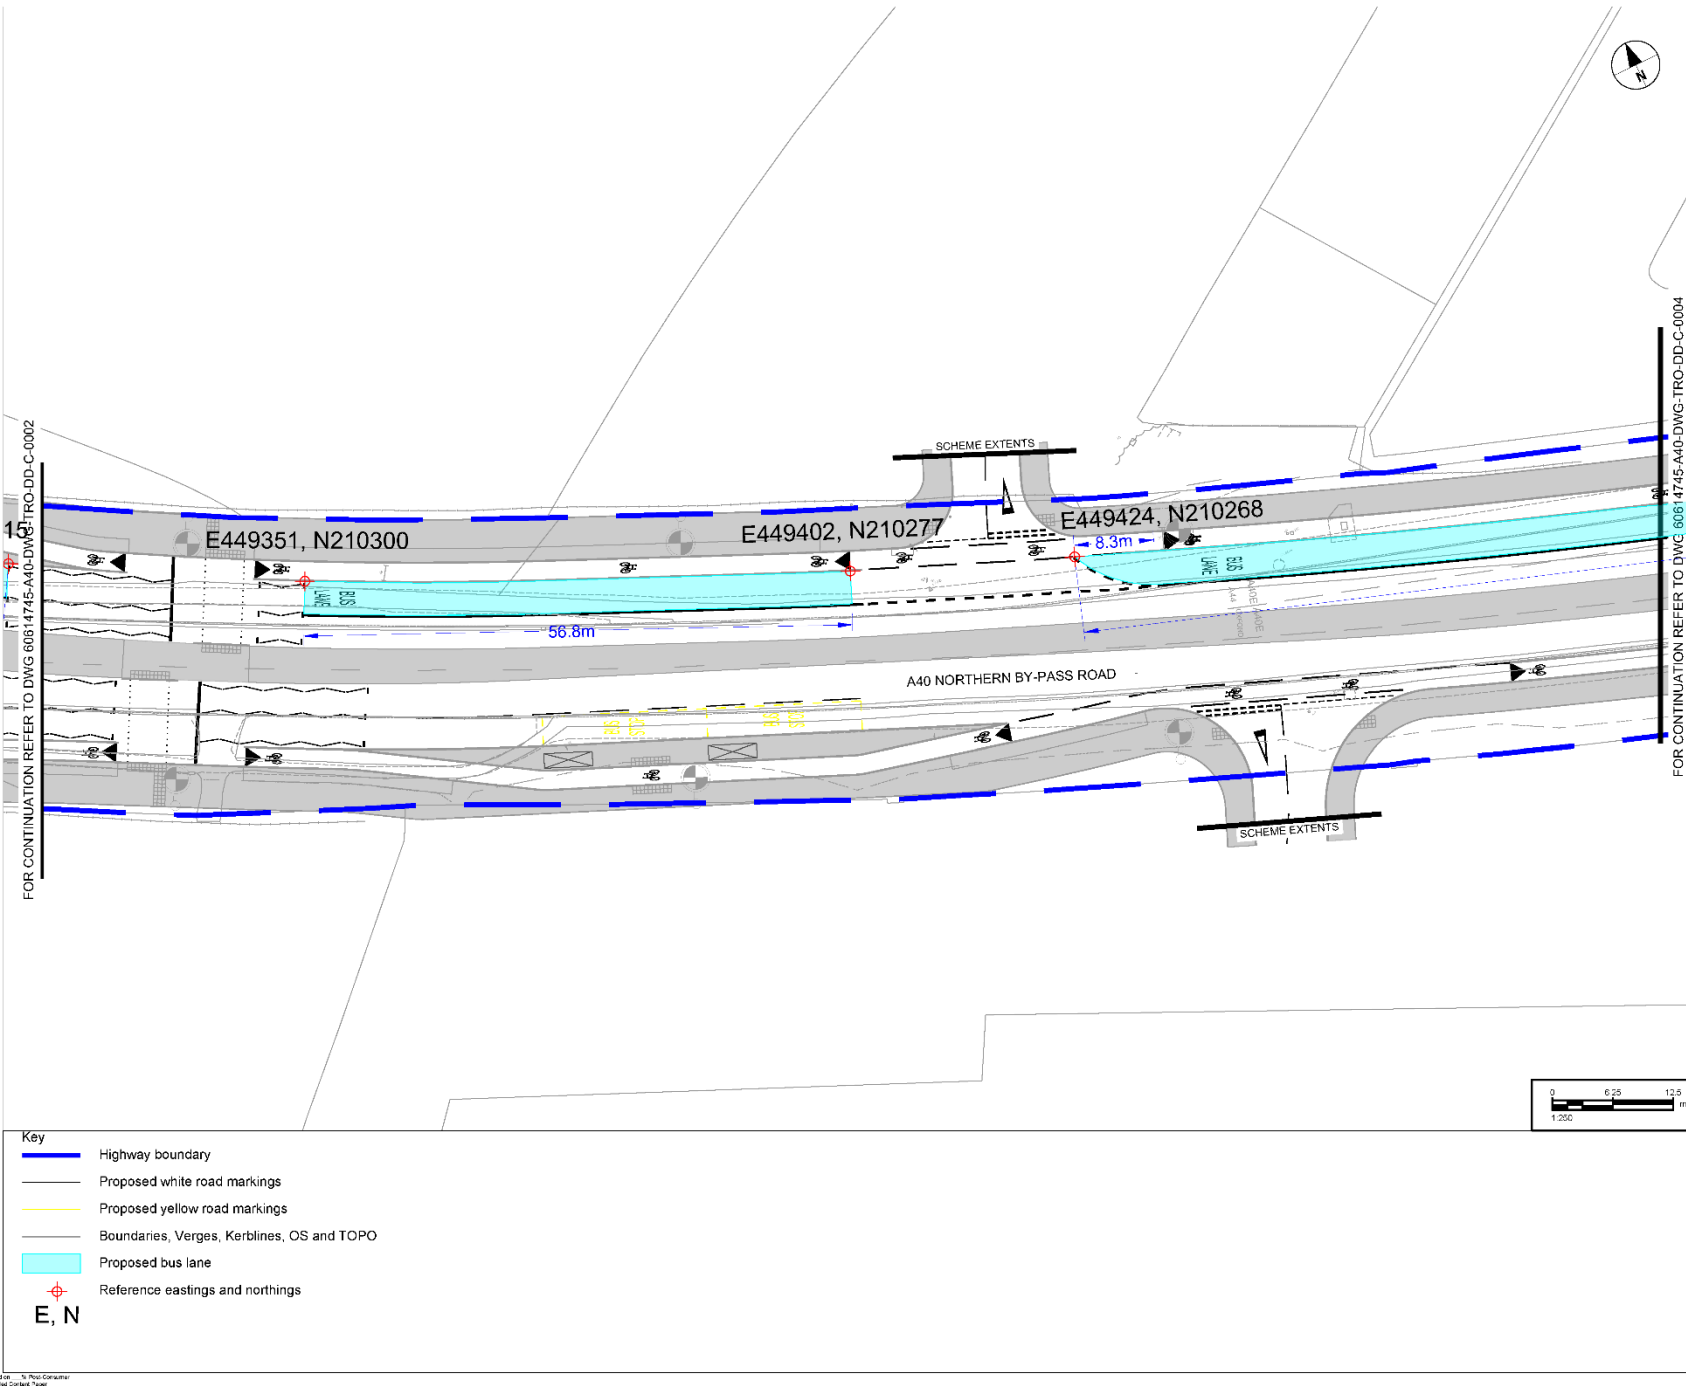 N
FOR CONTINUATION REFER TO DWG 60614745-A40-DWG-TRO-DD-C-0002
FOR CONTINUATION REFER TO DWG 60614745-A40-DWG-TRO-DD-C-0004
SCHEME EXTENTS
15
E449351, N210300
E449402, N210277
E449424, N210268
8.3m
BUS
LANE
BUS
LANE
56.8m
A40 NORTHERN BY-PASS ROAD
SCHEME EXTENTS
0 6.25 12.5
m
1:250
Key
Highway boundary
Proposed white road markings
Proposed yellow road markings
Boundaries, Verges, Kerblines, OS and TOPO
Proposed bus lane
Reference eastings and northings
E, N
% Post-Consumer
Content Paper